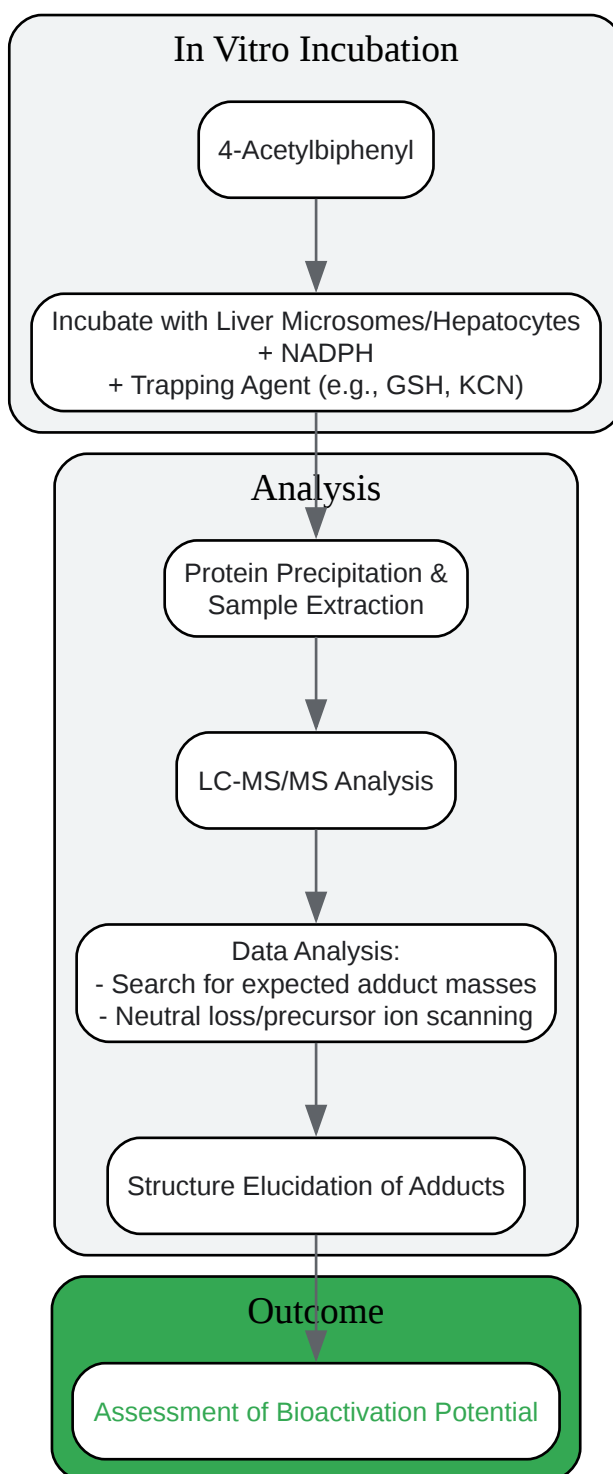 In Vitro Incubation
4-Acetylbiphenyl
Incubate with Liver Microsomes/Hepatocytes
+ NADPH
+ Trapping Agent (e.g., GSH, KCN)
Analysis
Protein Precipitation &
Sample Extraction
LC-MS/MS Analysis
Data Analysis:
- Search for expected adduct masses
- Neutral loss/precursor ion scanning
Structure Elucidation of Adducts
Outcome
Assessment of Bioactivation Potential